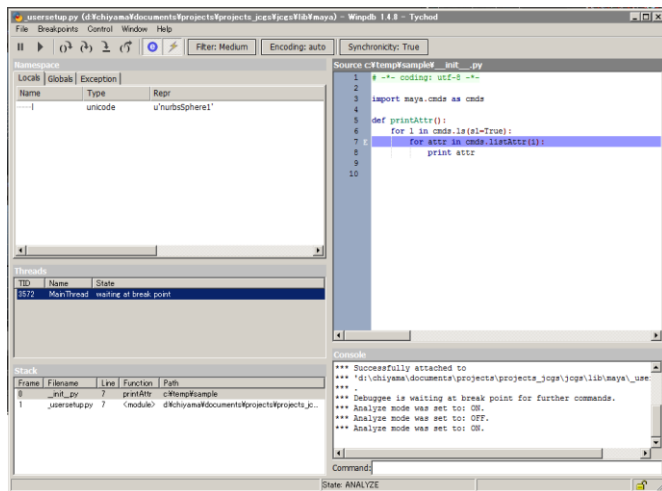 _usersetup.py (d:¥chiyama¥documents¥projects¥projects_jcgs¥jcgs¥lib¥maya) - Winpdb 1.4.8 - Tychod
File Breakpoints Control Window Help
Filter: Medium Encoding: auto Synchronicity: True
Namespace
Locals Globals Exception
Name Type Repr
l unicode u'nurbsSphere1'
Threads
TID Name State
3572 MainThread waiting at break point
Stack
Frame Filename Line Function Path
0 __init__.py 7 printAttr c:¥temp¥sample
1 _usersetup.py 7 <module> d:¥chiyama¥documents¥projects¥projects_jc...
Source c:¥temp¥sample¥__init__.py
1 # -*- coding: utf-8 -*-
2
3 import maya.cmds as cmds
4
5 def printAttr():
6 for l in cmds.ls(sl=True):
7 for attr in cmds.listAttr(l):
8 print attr
9
10
Console
*** Successfully attached to
*** 'd:\chiyama\documents\projects\projects_jcgs\jcgs\lib\maya\_use
*** .
*** Debuggee is waiting at break point for further commands.
*** Analyze mode was set to: ON.
*** Analyze mode was set to: OFF.
*** Analyze mode was set to: ON.
Command:
State: ANALYZE